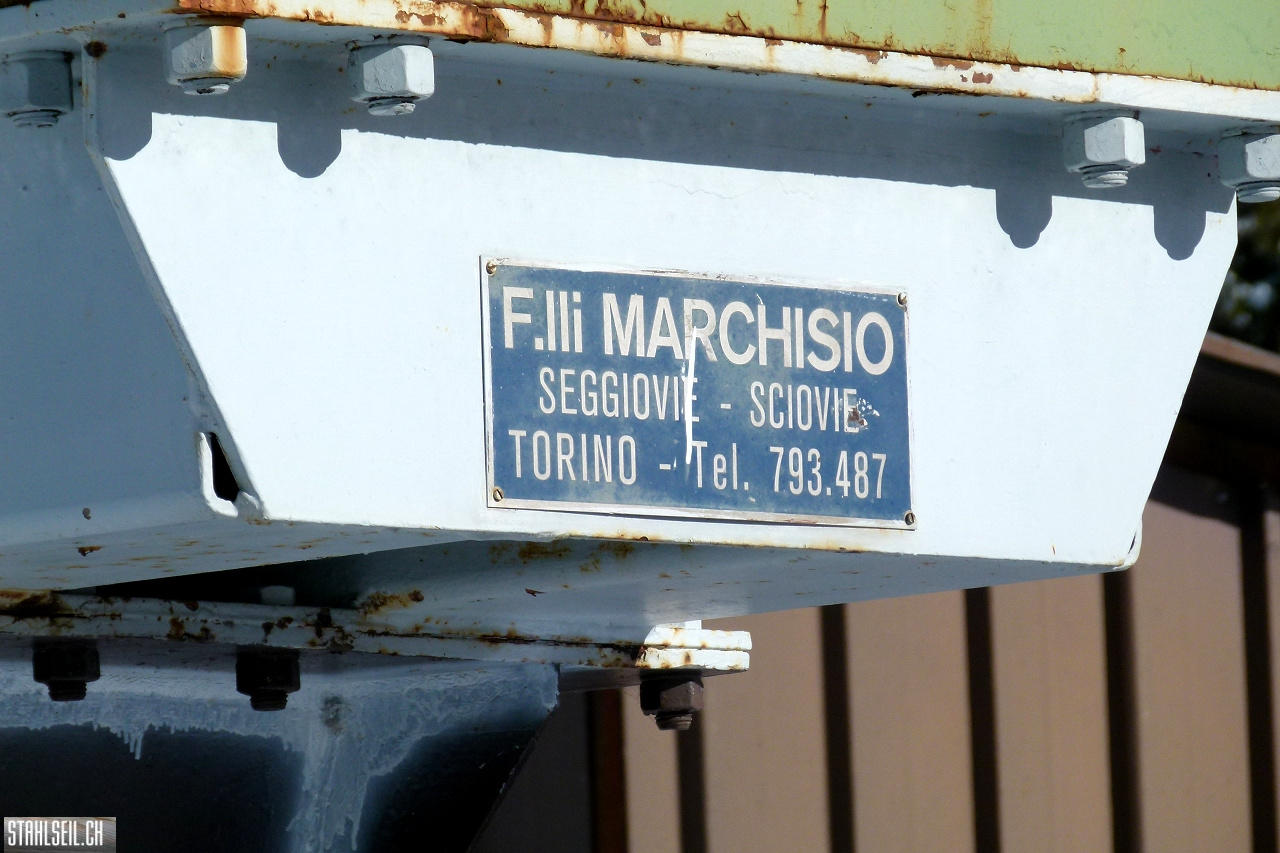 F.lli MARCHISIO
SEGGIOVIE - SCIOVIE
TORINO - Tel. 793.487
STAHLSEIL.CH